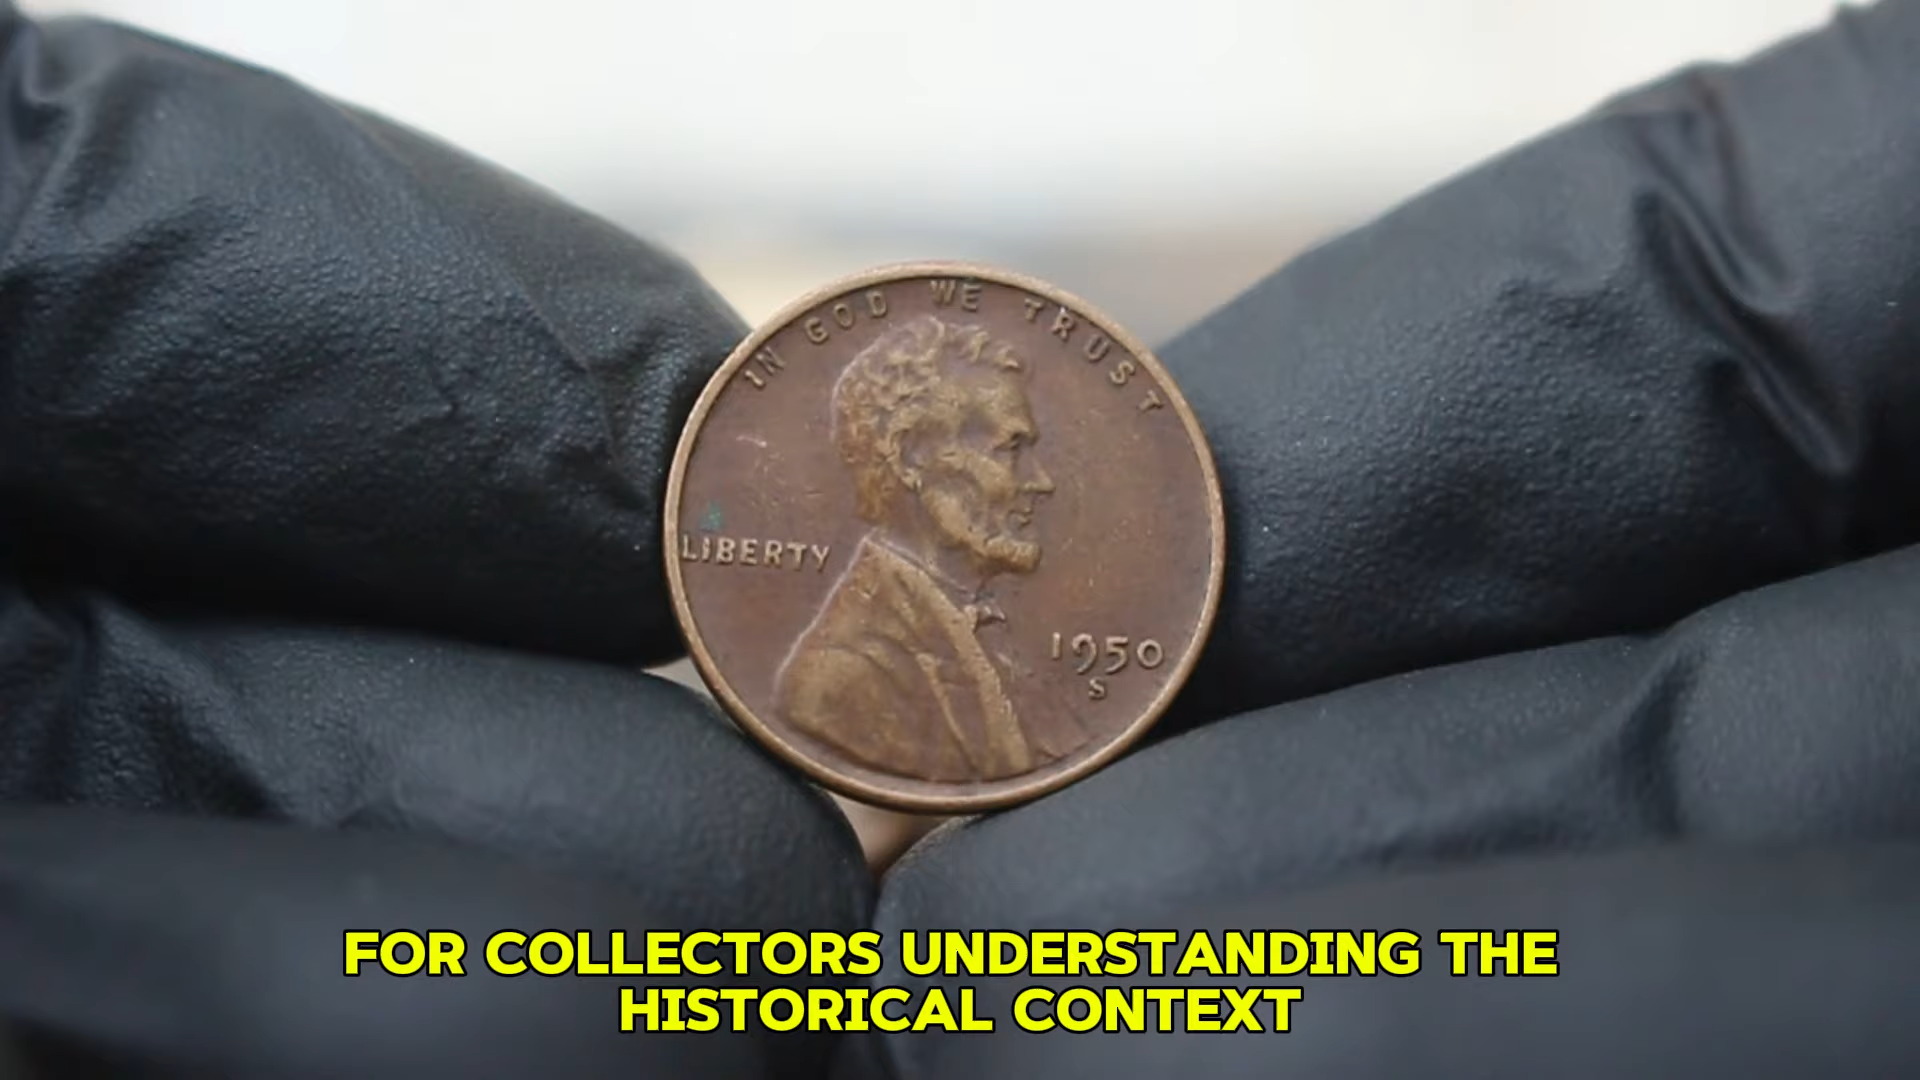 IN GOD WE TRUST
LIBERTY
1950
S
FOR COLLECTORS UNDERSTANDING THE
HISTORICAL CONTEXT